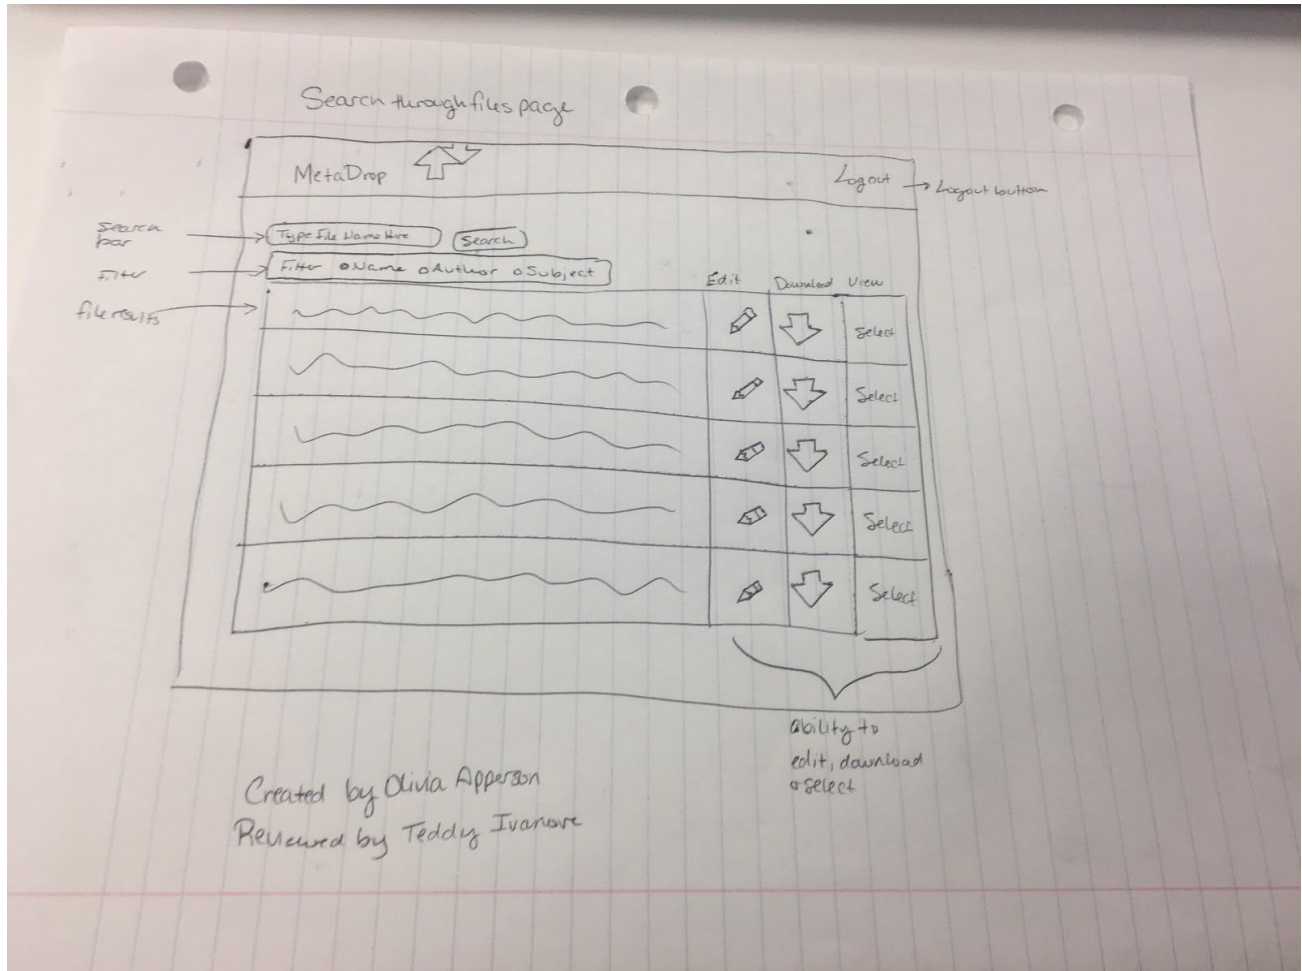 Search through files page
MetaDrop
Logout
Logout button
Search
bar
Type File Name Here
Search
Filter
Filter Name Author Subject
Edit Download View
file results
Select
Select
Select
Select
Select
ability to
edit, download
+ select
Created by Olivia Apperson
Reviewed by Teddy Ivanove